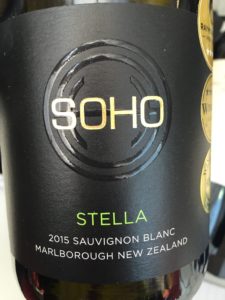 SOHO
STELLA
2015 SAUVIGNON BLANC
MARLBOROUGH NEW ZEALAND